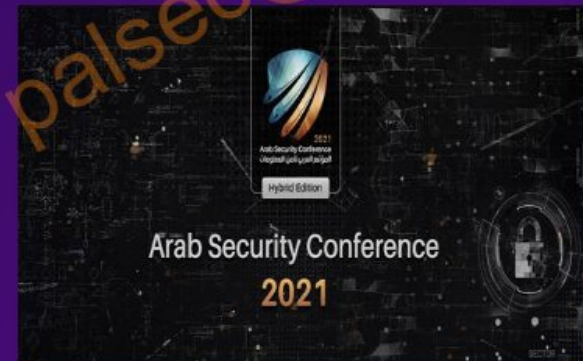 palsec
2021
Arab Security Conference
المؤتمر العربي لأمن المعلومات
Hybrid Edition
Arab Security Conference
2021